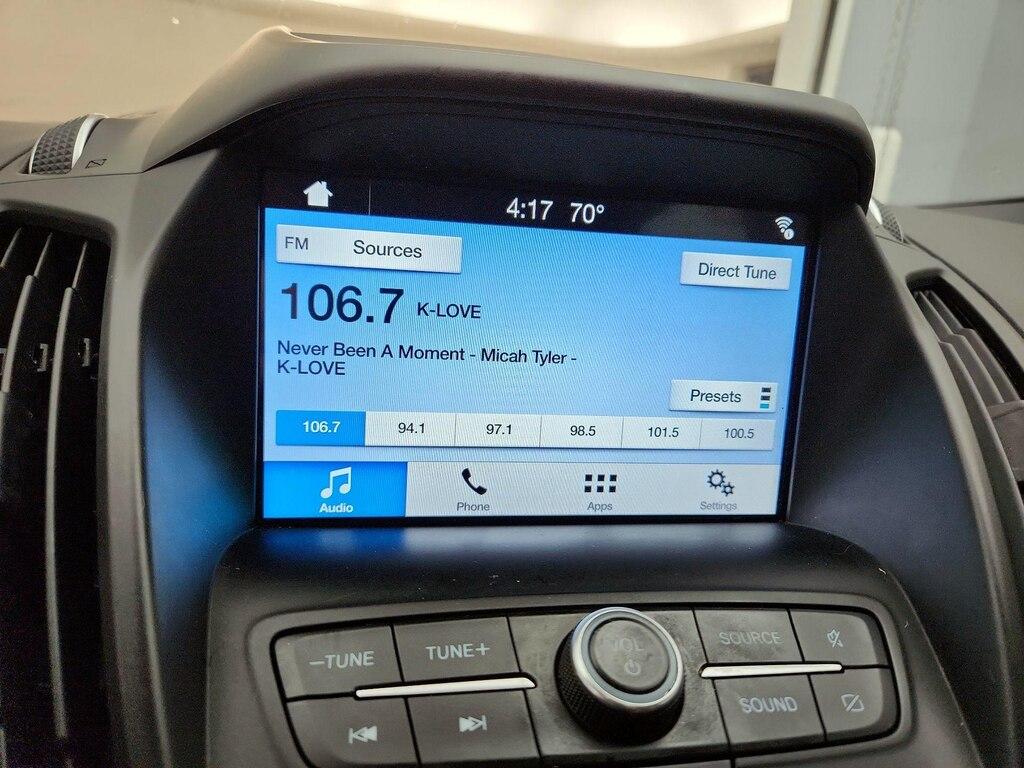 4:17 70°
FM Sources
Direct Tune
106.7 K-LOVE
Never Been A Moment - Micah Tyler -
K-LOVE
Presets
106.7 94.1 97.1 98.5 101.5 100.5
Audio Phone Apps Settings
-TUNE TUNE+ VOL SOURCE
SOUND